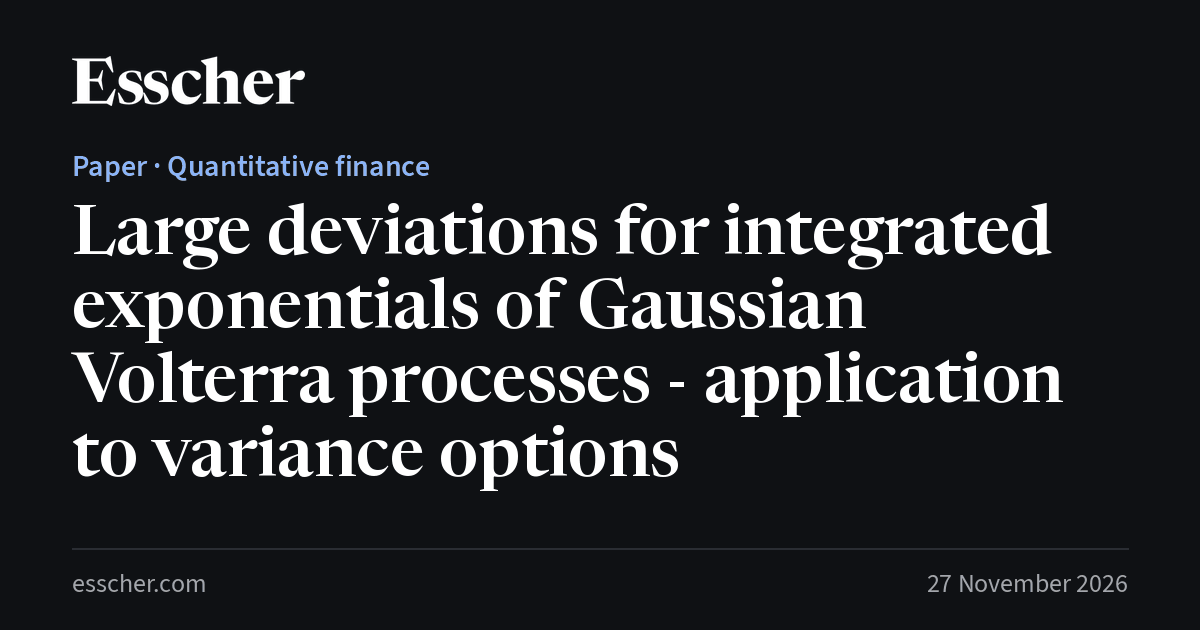 Esscher
Paper · Quantitative finance
Large deviations for integrated
exponentials of Gaussian
Volterra processes - application
to variance options
esscher.com
27 November 2026